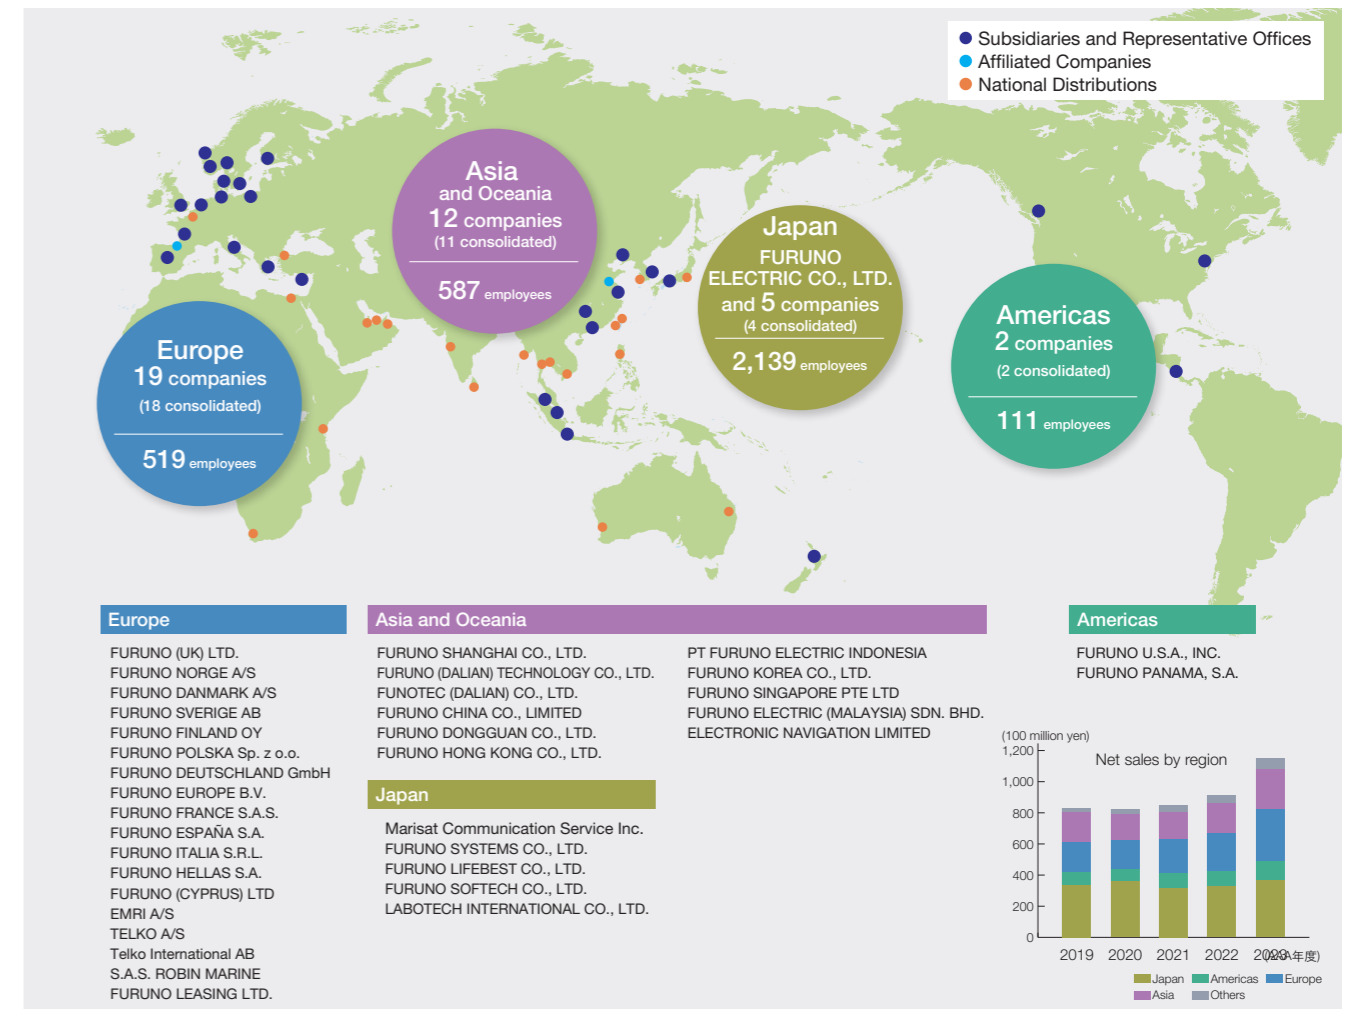 Subsidiaries and Representative Offices
Affiliated Companies
National Distributions
Asia
and Oceania
12 companies
(11 consolidated)
587 employees
Japan
FURUNO
ELECTRIC CO., LTD.
and 5 companies
(4 consolidated)
2,139 employees
Europe
19 companies
(18 consolidated)
519 employees
Americas
2 companies
(2 consolidated)
111 employees
Europe
FURUNO (UK) LTD.
FURUNO NORGE A/S
FURUNO DANMARK A/S
FURUNO SVERIGE AB
FURUNO FINLAND OY
FURUNO POLSKA Sp. z o.o.
FURUNO DEUTSCHLAND GmbH
FURUNO EUROPE B.V.
FURUNO FRANCE S.A.S.
FURUNO ESPAÑA S.A.
FURUNO ITALIA S.R.L.
FURUNO HELLAS S.A.
FURUNO (CYPRUS) LTD
EMRI A/S
TELKO A/S
Telko International AB
S.A.S. ROBIN MARINE
FURUNO LEASING LTD.
Asia and Oceania
FURUNO SHANGHAI CO., LTD.
FURUNO (DALIAN) TECHNOLOGY CO., LTD.
FUNOTEC (DALIAN) CO., LTD.
FURUNO CHINA CO., LIMITED
FURUNO DONGGUAN CO., LTD.
FURUNO HONG KONG CO., LTD.
PT FURUNO ELECTRIC INDONESIA
FURUNO KOREA CO., LTD.
FURUNO SINGAPORE PTE LTD
FURUNO ELECTRIC (MALAYSIA) SDN. BHD.
ELECTRONIC NAVIGATION LIMITED
Japan
Marisat Communication Service Inc.
FURUNO SYSTEMS CO., LTD.
FURUNO LIFEBEST CO., LTD.
FURUNO SOFTECH CO., LTD.
LABOTECH INTERNATIONAL CO., LTD.
Americas
FURUNO U.S.A., INC.
FURUNO PANAMA, S.A.
(100 million yen)
Net sales by region
1,200
1,000
800
600
400
200
0
2019 2020 2021 2022 2023 年度)
Japan Americas Europe
Asia Others